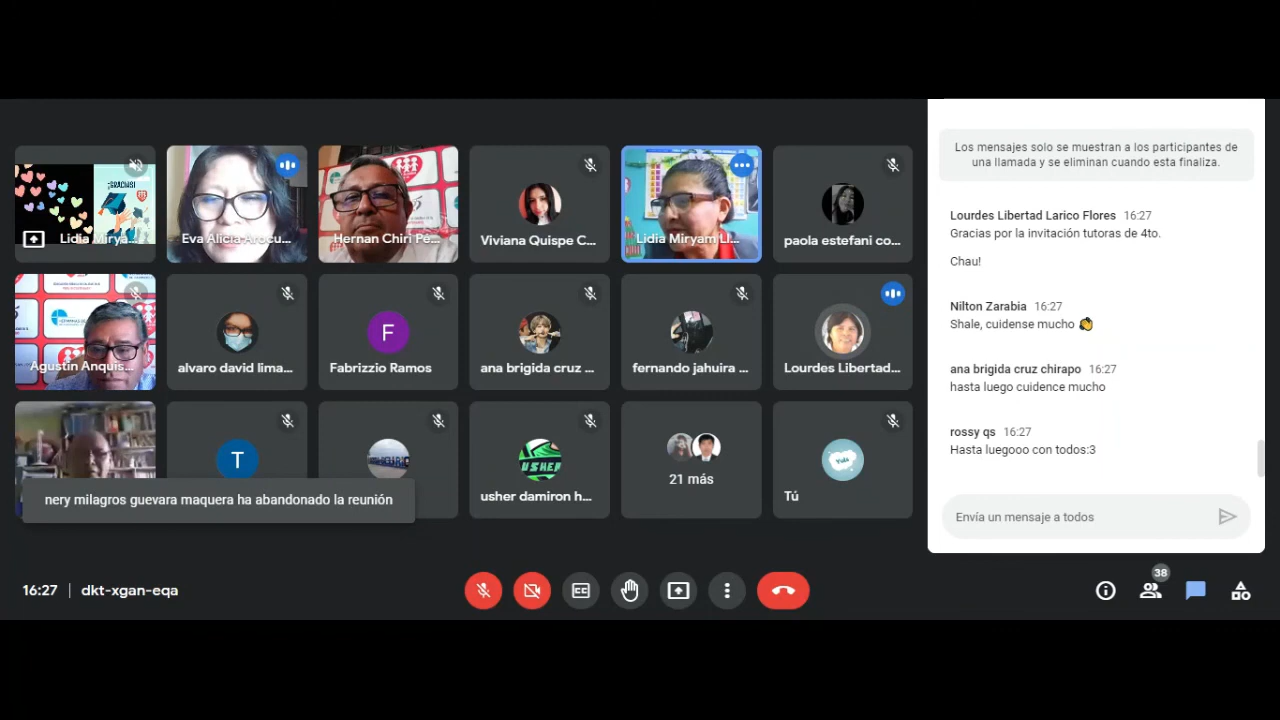 ¡GRACIAS!
Lidia Mirya...
Eva Alicia Arocu...
Hernan Chiri Pé...
Viviana Quispe C...
Lidia Miryam Ll...
paola estefani co...
Agustín Anquis...
alvaro david lima...
F
Fabrizzio Ramos
ana brigida cruz ...
fernando jahuira ...
Lourdes Libertad...
T
USHER
usher damiron h...
21 más
Tú
nery milagros guevara maquera ha abandonado la reunión
16:27 | dkt-xgan-eqa
38
Los mensajes solo se muestran a los participantes de
una llamada y se eliminan cuando esta finaliza.
Lourdes Libertad Larico Flores 16:27
Gracias por la invitación tutoras de 4to.
Chau!
Nilton Zarabia 16:27
Shale, cuidense mucho 👏
ana brigida cruz chirapo 16:27
hasta luego cuidence mucho
rossy qs 16:27
Hasta luegooo con todos:3
Envía un mensaje a todos